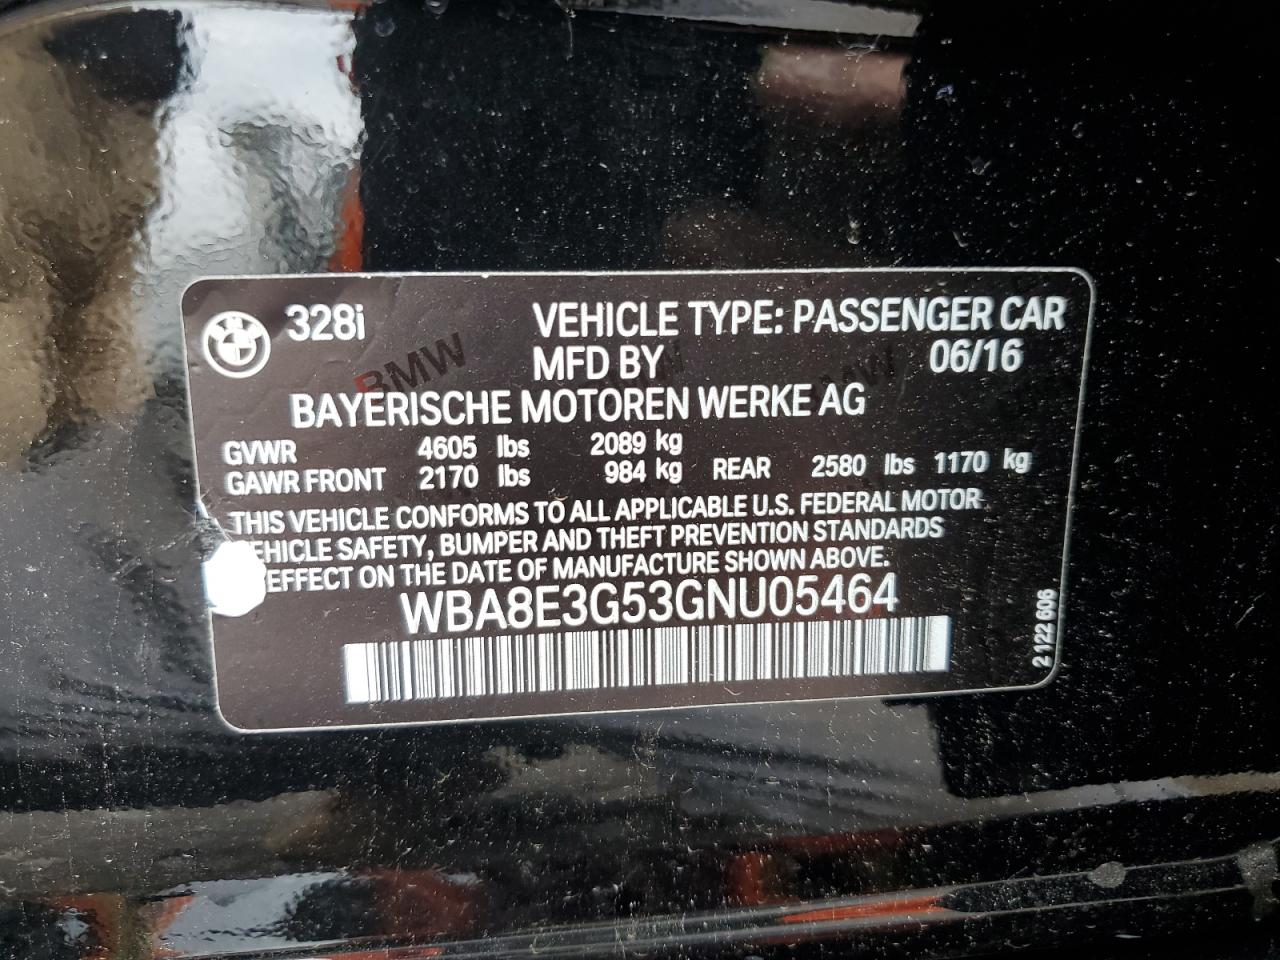 328i VEHICLE TYPE: PASSENGER CAR
MFD BY 06/16
BMW
BAYERISCHE MOTOREN WERKE AG
GVWR 4605 lbs 2089 kg
GAWR FRONT 2170 lbs 984 kg REAR 2580 lbs 1170 kg
THIS VEHICLE CONFORMS TO ALL APPLICABLE U.S. FEDERAL MOTOR
VEHICLE SAFETY, BUMPER AND THEFT PREVENTION STANDARDS
EFFECT ON THE DATE OF MANUFACTURE SHOWN ABOVE.
WBA8E3G53GNU05464
2 122 606